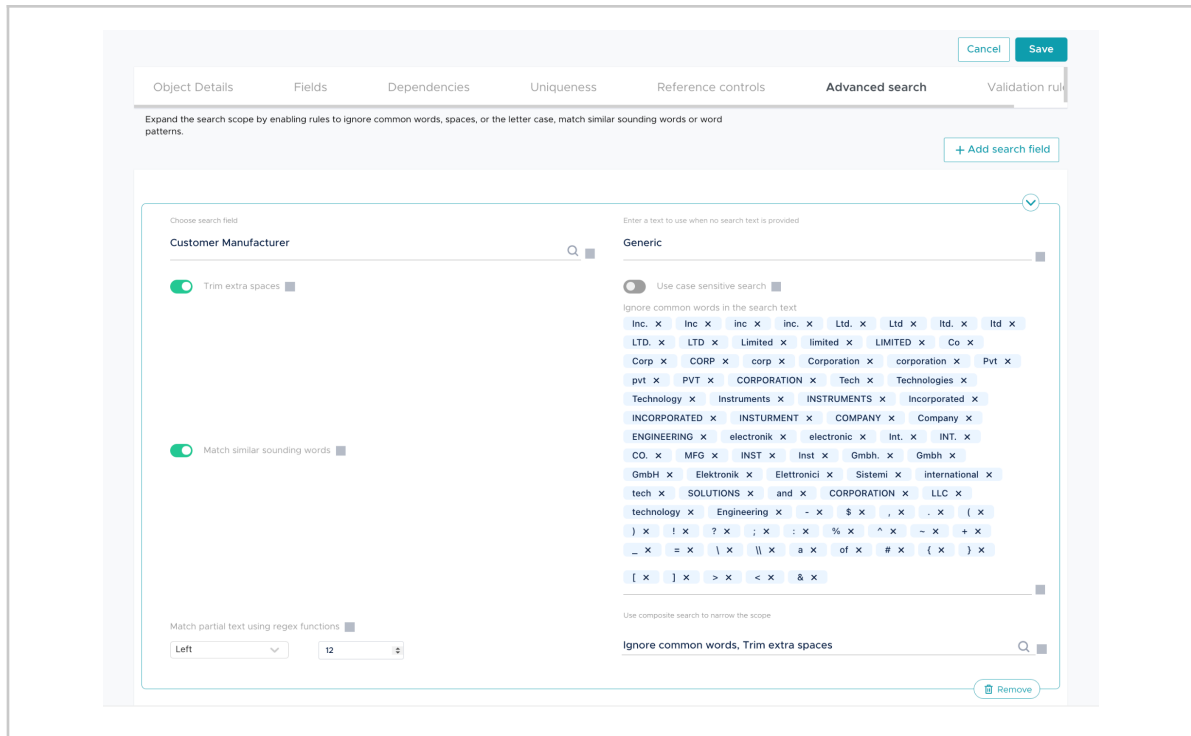 Cancel Save
Object Details Fields Dependencies Uniqueness Reference controls Advanced search Validation rul
Expand the search scope by enabling rules to ignore common words, spaces, or the letter case, match similar sounding words or word
patterns.
+ Add search field
Choose search field
Customer Manufacturer
Enter a text to use when no search text is provided
Generic
Trim extra spaces
Use case sensitive search
Ignore common words in the search text
Inc. × Inc × inc × inc. × Ltd. × Ltd × ltd. × ltd ×
LTD. × LTD × Limited × limited × LIMITED × Co ×
Corp × CORP × corp × Corporation × corporation × Pvt ×
pvt × PVT × CORPORATION × Tech × Technologies ×
Technology × Instruments × INSTRUMENTS × Incorporated ×
INCORPORATED × INSTURMENT × COMPANY × Company ×
ENGINEERING × electronik × electronic × Int. × INT. ×
CO. × MFG × INST × Inst × Gmbh. × Gmbh ×
GmbH × Elektronik × Elettronici × Sistemi × international ×
tech × SOLUTIONS × and × CORPORATION × LLC ×
technology × Engineering × - × $ × , × . × ( ×
) × ! × ? × ; × : × % × ^ × ~ × + ×
_ × = × \ × \\ × a × of × # × { × } ×
[ × ] × > × < × & ×
Match similar sounding words
Match partial text using regex functions
Left 12
Use composite search to narrow the scope
Ignore common words, Trim extra spaces
Remove